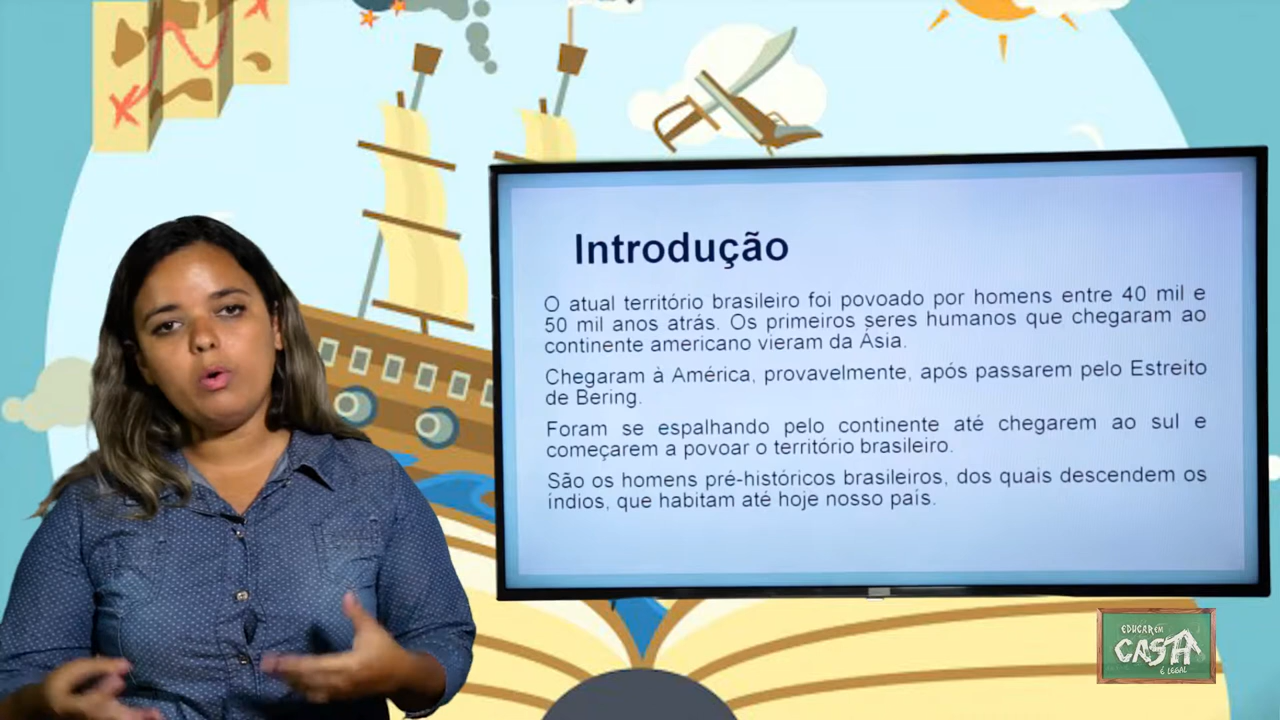 Introdução
O atual território brasileiro foi povoado por homens entre 40 mil e
50 mil anos atrás. Os primeiros seres humanos que chegaram ao
continente americano vieram da Ásia.
Chegaram à América, provavelmente, após passarem pelo Estreito
de Bering.
Foram se espalhando pelo continente até chegarem ao sul e
começarem a povoar o território brasileiro.
São os homens pré-históricos brasileiros, dos quais descendem os
índios, que habitam até hoje nosso país.
EDUCAR EM
CASA
É LEGAL